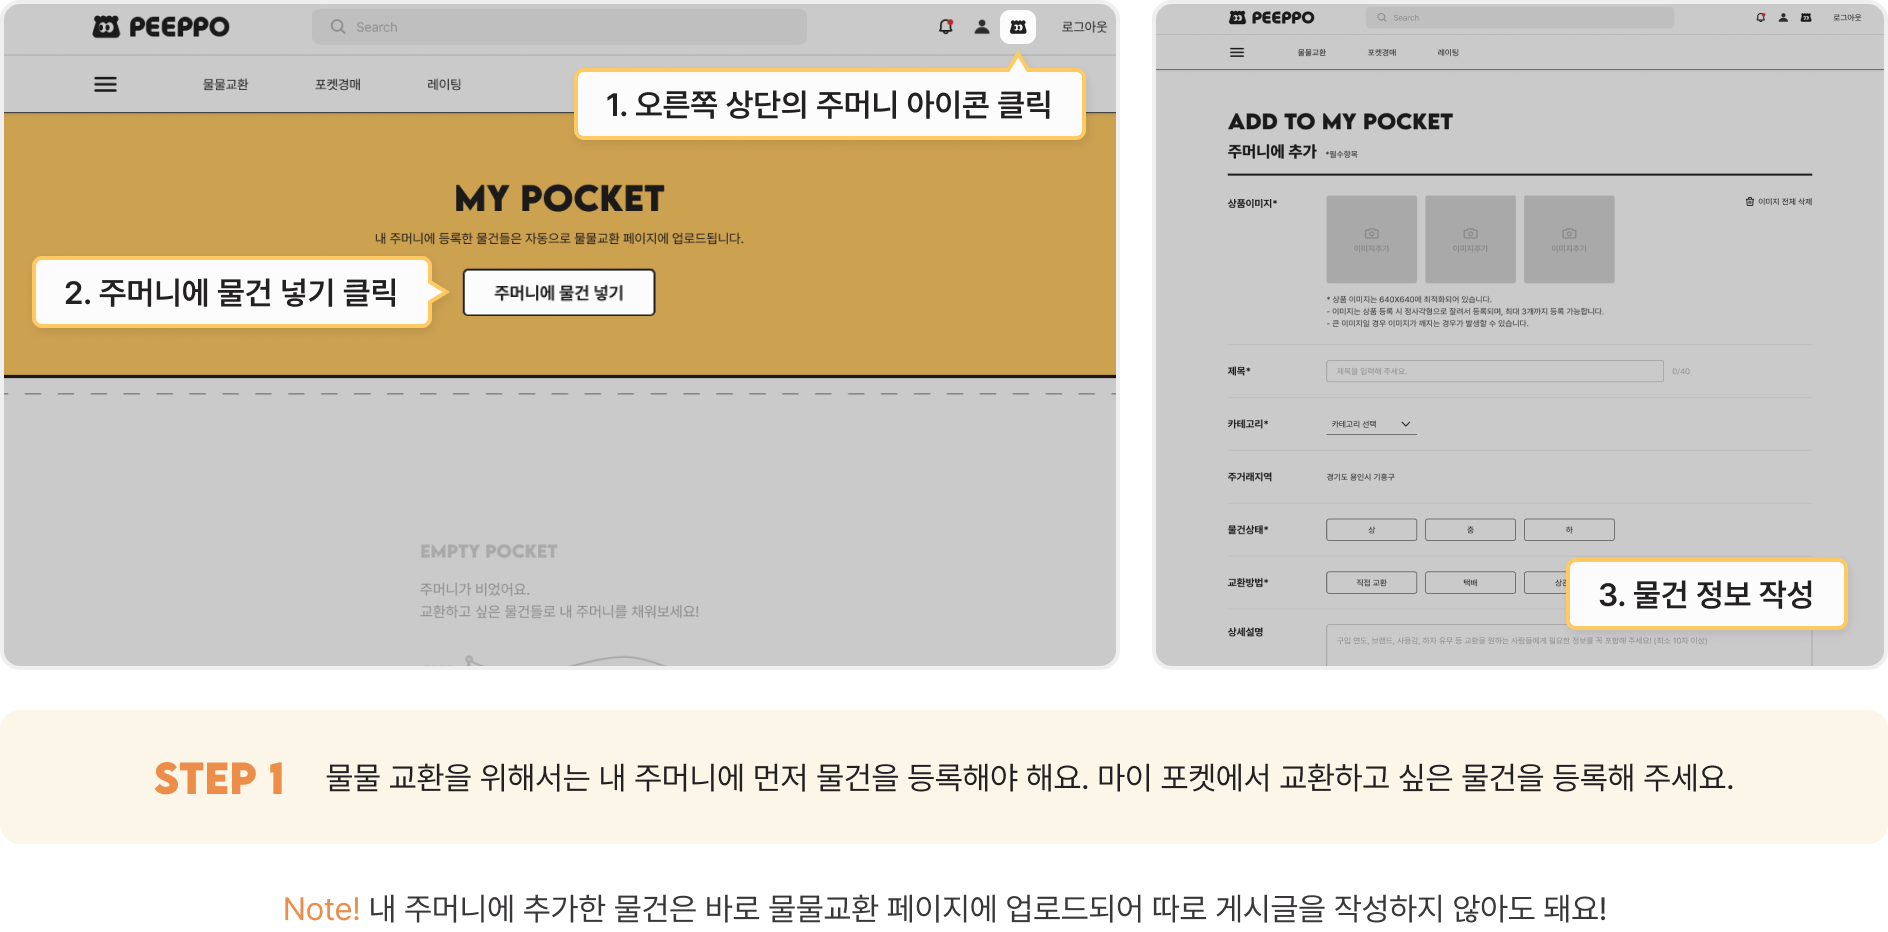 PEEPPO
Search
로그아웃
물물교환 포켓경매 레이팅
1. 오른쪽 상단의 주머니 아이콘 클릭
MY POCKET
내 주머니에 등록한 물건들은 자동으로 물물교환 페이지에 업로드됩니다.
2. 주머니에 물건 넣기 클릭
주머니에 물건 넣기
EMPTY POCKET
주머니가 비었어요.
교환하고 싶은 물건들로 내 주머니를 채워보세요!
PEEPPO
Search
로그아웃
물물교환 포켓경매 레이팅
ADD TO MY POCKET
주머니에 추가 *필수항목
상품이미지*
이미지추가 이미지추가 이미지추가
이미지 전체 삭제
* 상품 이미지는 640X640에 최적화되어 있습니다.
- 이미지는 상품 등록 시 정사각형으로 잘려서 등록되며, 최대 3개까지 등록 가능합니다.
- 큰 이미지일 경우 이미지가 깨지는 경우가 발생할 수 있습니다.
제목* 제목을 입력해 주세요. 0/40
카테고리* 카테고리 선택
주거래지역 경기도 용인시 기흥구
물건상태* 상 중 하
교환방법* 직접 교환 택배
3. 물건 정보 작성
상세설명
구입 연도, 브랜드, 사용감, 하자 유무 등 교환을 원하는 사람들에게 필요한 정보를 꼭 포함해 주세요! (최소 10자 이상)
STEP 1 물물 교환을 위해서는 내 주머니에 먼저 물건을 등록해야 해요. 마이 포켓에서 교환하고 싶은 물건을 등록해 주세요.
Note! 내 주머니에 추가한 물건은 바로 물물교환 페이지에 업로드되어 따로 게시글을 작성하지 않아도 돼요!